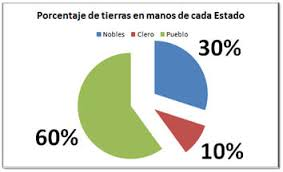 Porcentaje de tierras en manos de cada Estado
Nobles Clero Pueblo
30%
60%
10%